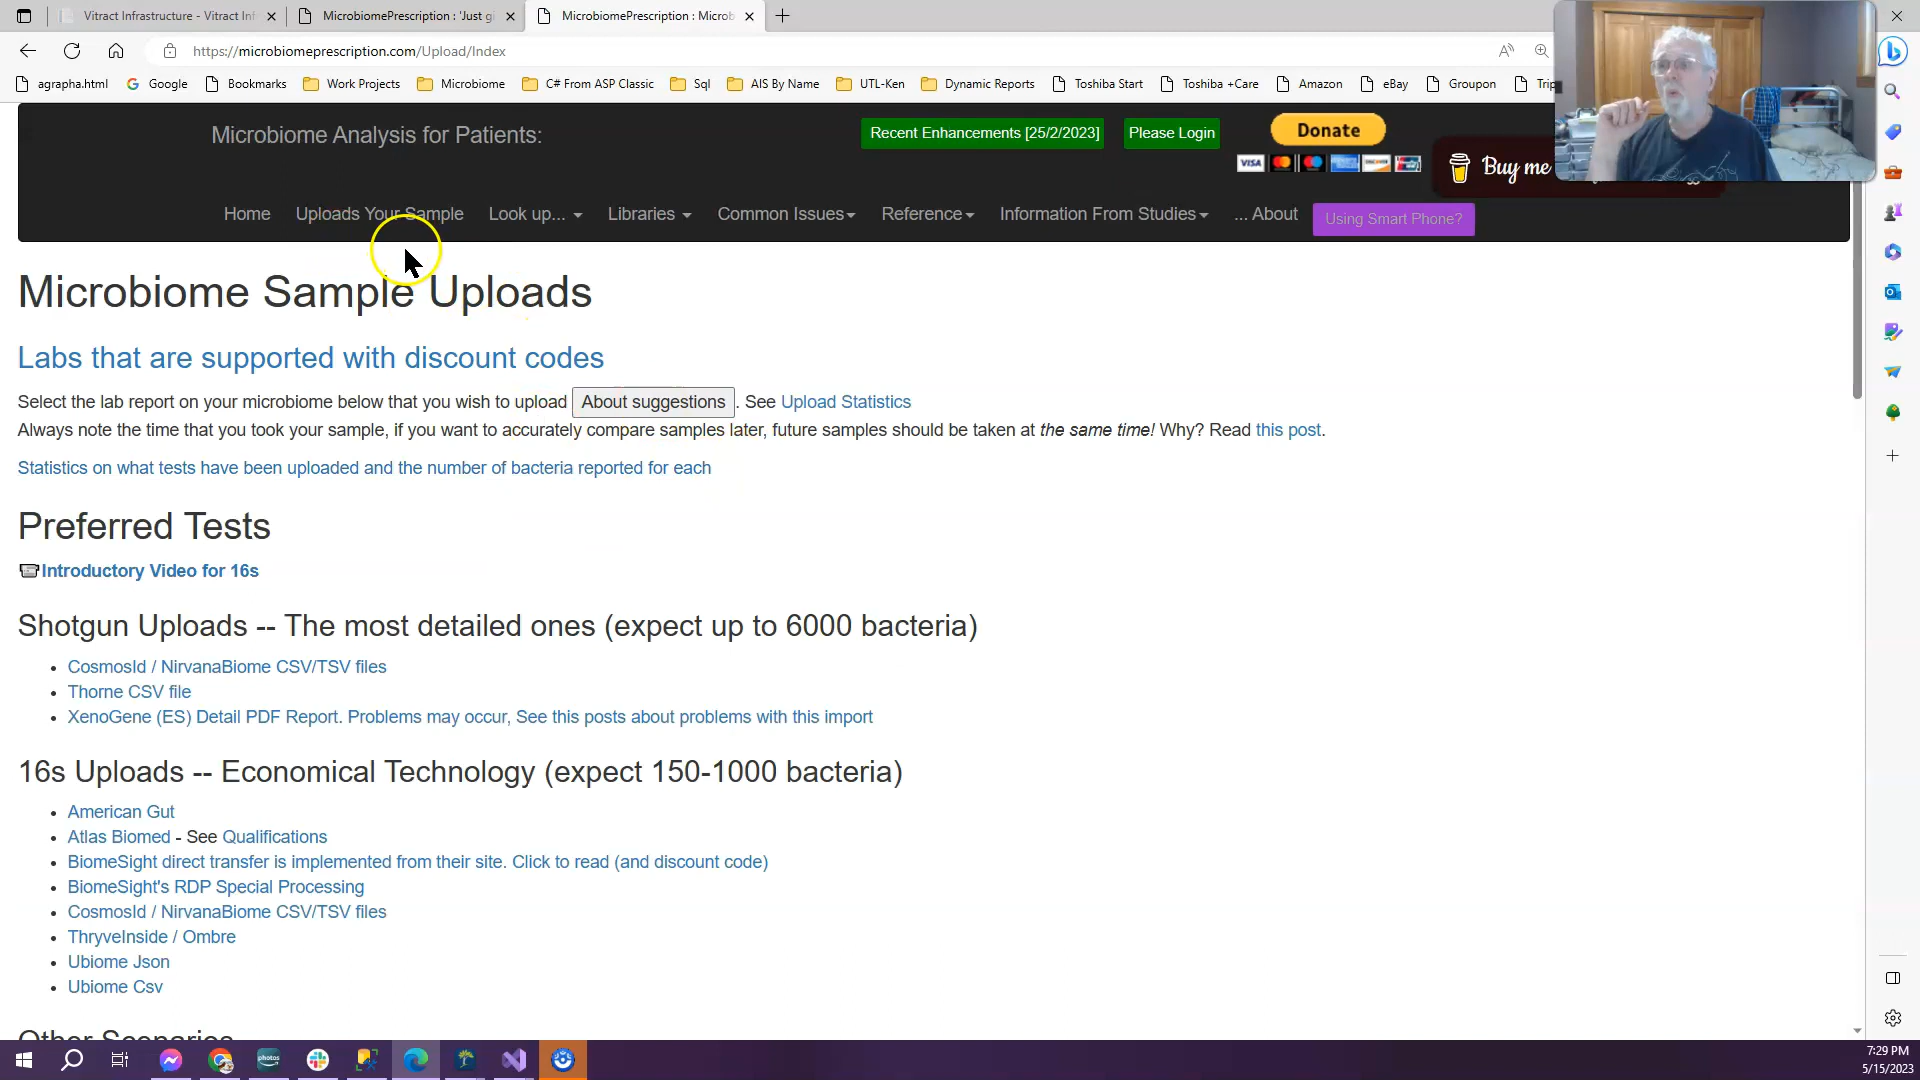 Vitract Infrastructure - Vitract Inf
MicrobiomePrescription : 'Just gi
MicrobiomePrescription : Microb
https://microbiomeprescription.com/Upload/Index
agrapha.html
Google
Bookmarks
Work Projects
Microbiome
C# From ASP Classic
Sql
AIS By Name
UTL-Ken
Dynamic Reports
Toshiba Start
Toshiba +Care
Amazon
eBay
Groupon
Trip
Microbiome Analysis for Patients:
Recent Enhancements [25/2/2023]
Please Login
Donate
VISA
Buy me
Home
Uploads Your Sample
Look up...
Libraries
Common Issues
Reference
Information From Studies
... About
Using Smart Phone?
Microbiome Sample Uploads
Labs that are supported with discount codes
Select the lab report on your microbiome below that you wish to upload About suggestions . See Upload Statistics
Always note the time that you took your sample, if you want to accurately compare samples later, future samples should be taken at the same time! Why? Read this post.
Statistics on what tests have been uploaded and the number of bacteria reported for each
Preferred Tests
Introductory Video for 16s
Shotgun Uploads -- The most detailed ones (expect up to 6000 bacteria)
CosmosId / NirvanaBiome CSV/TSV files
Thorne CSV file
XenoGene (ES) Detail PDF Report. Problems may occur, See this posts about problems with this import
16s Uploads -- Economical Technology (expect 150-1000 bacteria)
American Gut
Atlas Biomed - See Qualifications
BiomeSight direct transfer is implemented from their site. Click to read (and discount code)
BiomeSight's RDP Special Processing
CosmosId / NirvanaBiome CSV/TSV files
ThryveInside / Ombre
Ubiome Json
Ubiome Csv
Other Scenarios
photos
7:29 PM
5/15/2023